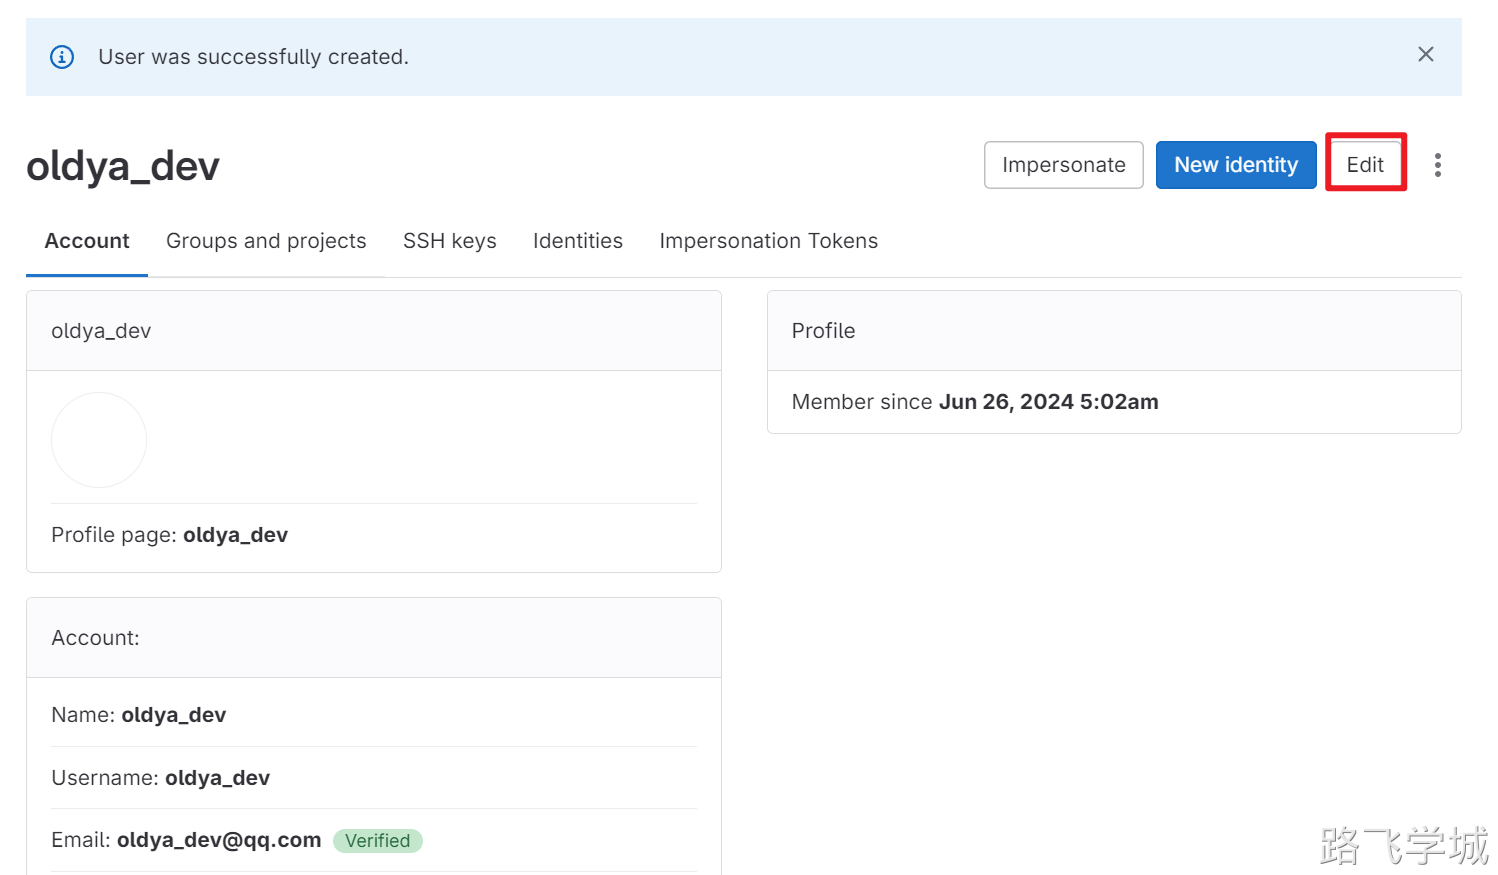 User was successfully created.
oldya_dev
Impersonate New identity Edit
Account Groups and projects SSH keys Identities Impersonation Tokens
oldya_dev
Profile page: oldya_dev
Profile
Member since Jun 26, 2024 5:02am
Account:
Name: oldya_dev
Username: oldya_dev
Email: oldya_dev@qq.com Verified
路飞学城